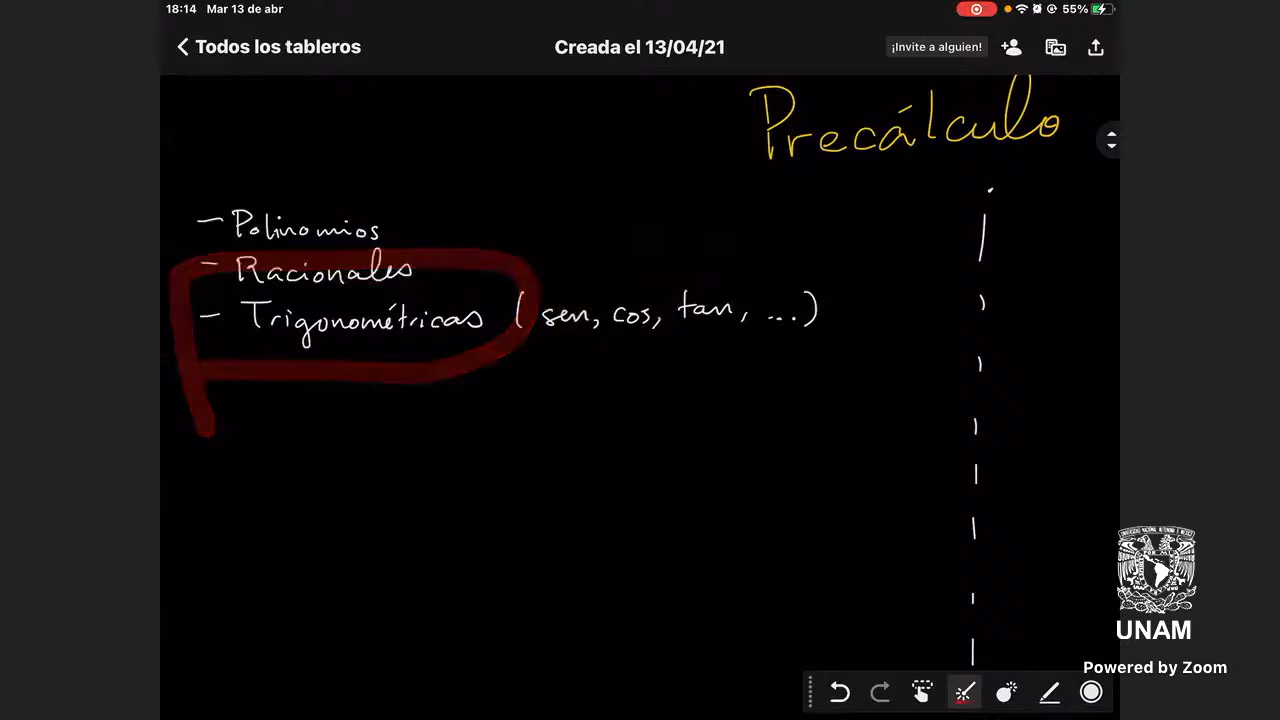 18:14 Mar 13 de abr 55%
Todos los tableros Creada el 13/04/21 ¡Invite a alguien!
Precálculo
- Polinomios
- Racionales
- Trigonométricas (sen, cos, tan, ...)
UNAM
Powered by Zoom